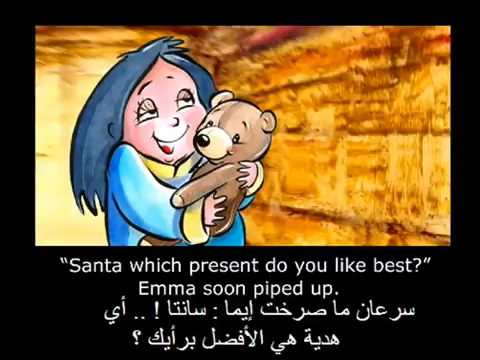 “Santa which present do you like best?”
Emma soon piped up.
سرعان ما صرخت إيما : سانتا ! .. أي
هدية هي الأفضل برأيك ؟